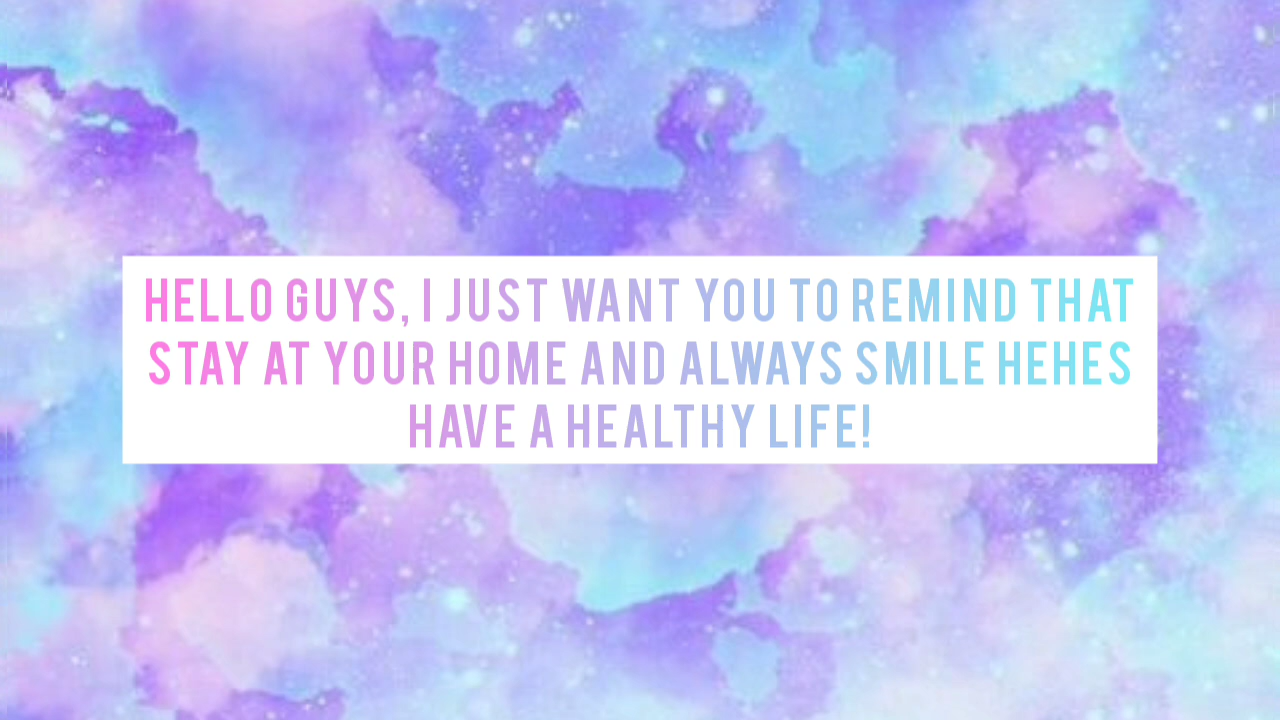 HELLO GUYS, I JUST WANT YOU TO REMIND THAT
STAY AT YOUR HOME AND ALWAYS SMILE HEHES
HAVE A HEALTHY LIFE!